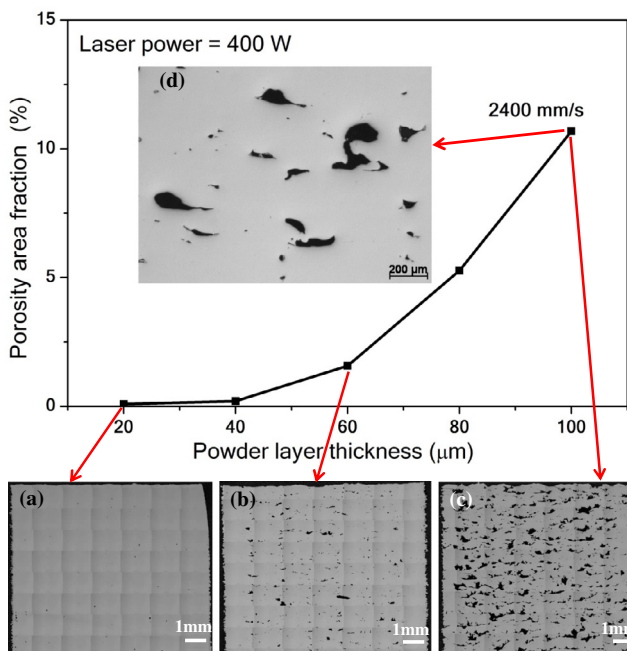 15
Laser power = 400 W
(d)
2400 mm/s
10
Porosity area fraction (%)
5
200 μm
0
20 40 60 80 100
Powder layer thickness (μm)
(a) (b) (c)
1mm 1mm 1mm